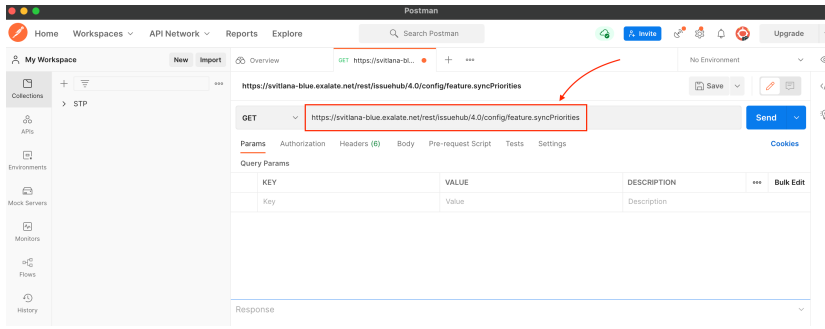 Postman
Home Workspaces API Network Reports Explore Search Postman Invite Upgrade
My Workspace New Import Overview GET https://svitlana-bl... No Environment
Collections
STP
https://svitlana-blue.exalate.net/rest/issuehub/4.0/config/feature.syncPriorities Save
APIs
GET https://svitlana-blue.exalate.net/rest/issuehub/4.0/config/feature.syncPriorities Send
Params Authorization Headers (6) Body Pre-request Script Tests Settings Cookies
Environments
Query Params
KEY VALUE DESCRIPTION Bulk Edit
Mock Servers
Key Value Description
Monitors
Flows
History
Response